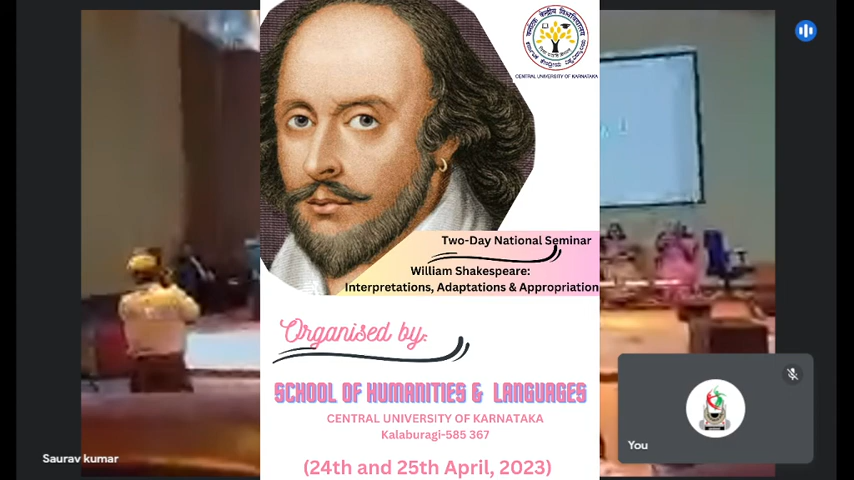 CENTRAL UNIVERSITY OF KARNATAKA
Two-Day National Seminar
William Shakespeare:
Interpretations, Adaptations & Appropriation
Organised by:
SCHOOL OF HUMANITIES & LANGUAGES
CENTRAL UNIVERSITY OF KARNATAKA
Kalaburagi-585 367
(24th and 25th April, 2023)
You
Saurav kumar